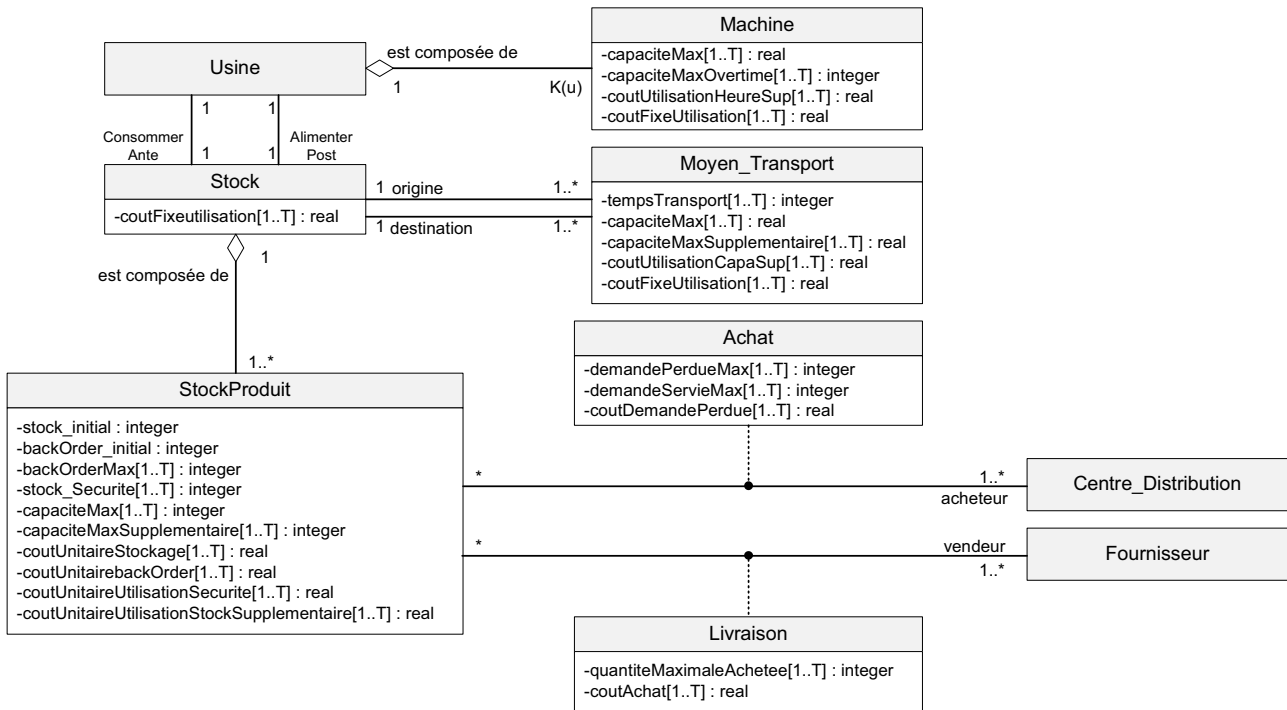 Usine
est composée de
1
K(u)
Machine
-capaciteMax[1..T] : real
-capaciteMaxOvertime[1..T] : integer
-coutUtilisationHeureSup[1..T] : real
-coutFixeUtilisation[1..T] : real
1
1
Consommer
Ante
Alimenter
Post
1
1
Stock
-coutFixeutilisation[1..T] : real
1 origine
1..*
1 destination
1..*
Moyen_Transport
-tempsTransport[1..T] : integer
-capaciteMax[1..T] : real
-capaciteMaxSupplementaire[1..T] : real
-coutUtilisationCapaSup[1..T] : real
-coutFixeUtilisation[1..T] : real
est composée de
1
1..*
Achat
-demandePerdueMax[1..T] : integer
-demandeServieMax[1..T] : integer
-coutDemandePerdue[1..T] : real
StockProduit
-stock_initial : integer
-backOrder_initial : integer
-backOrderMax[1..T] : integer
-stock_Securite[1..T] : integer
-capaciteMax[1..T] : integer
-capaciteMaxSupplementaire[1..T] : integer
-coutUnitaireStockage[1..T] : real
-coutUnitairebackOrder[1..T] : real
-coutUnitaireUtilisationSecurite[1..T] : real
-coutUnitaireUtilisationStockSupplementaire[1..T] : real
*
1..*
acheteur
Centre_Distribution
*
vendeur
1..*
Fournisseur
Livraison
-quantiteMaximaleAchetee[1..T] : integer
-coutAchat[1..T] : real